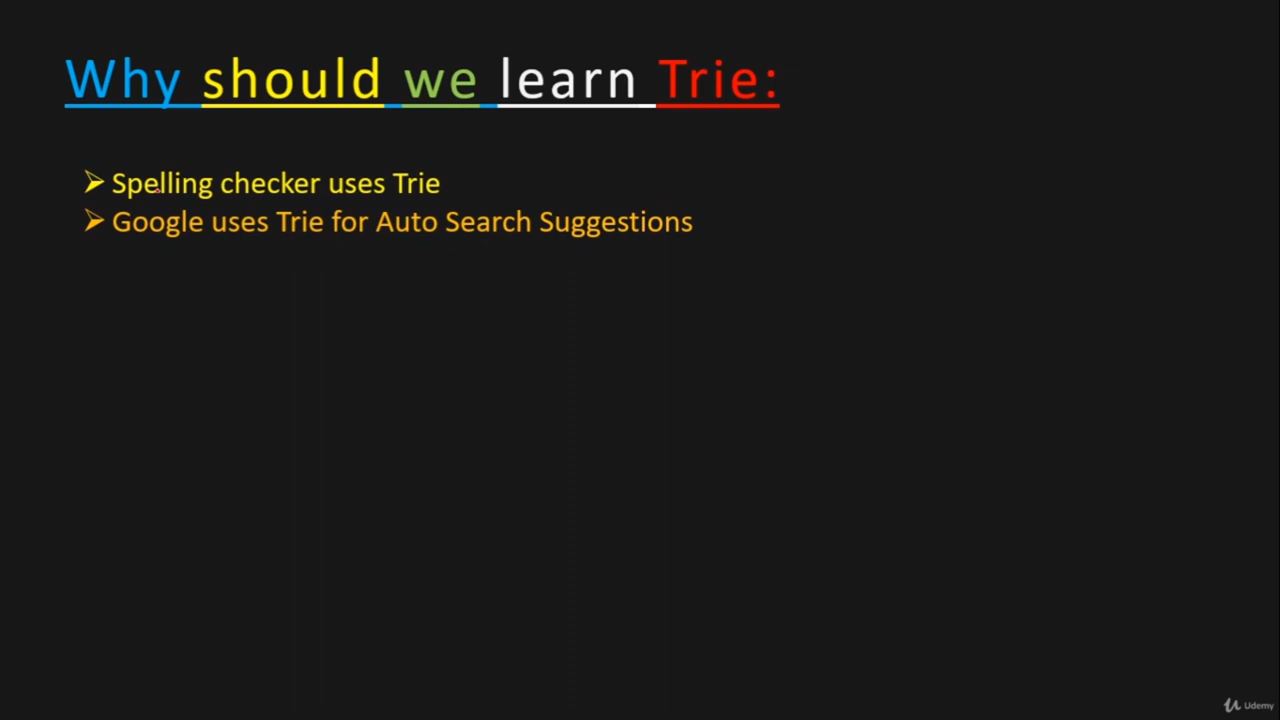 Why should we learn Trie:
➢ Spelling checker uses Trie
➢ Google uses Trie for Auto Search Suggestions
Udemy